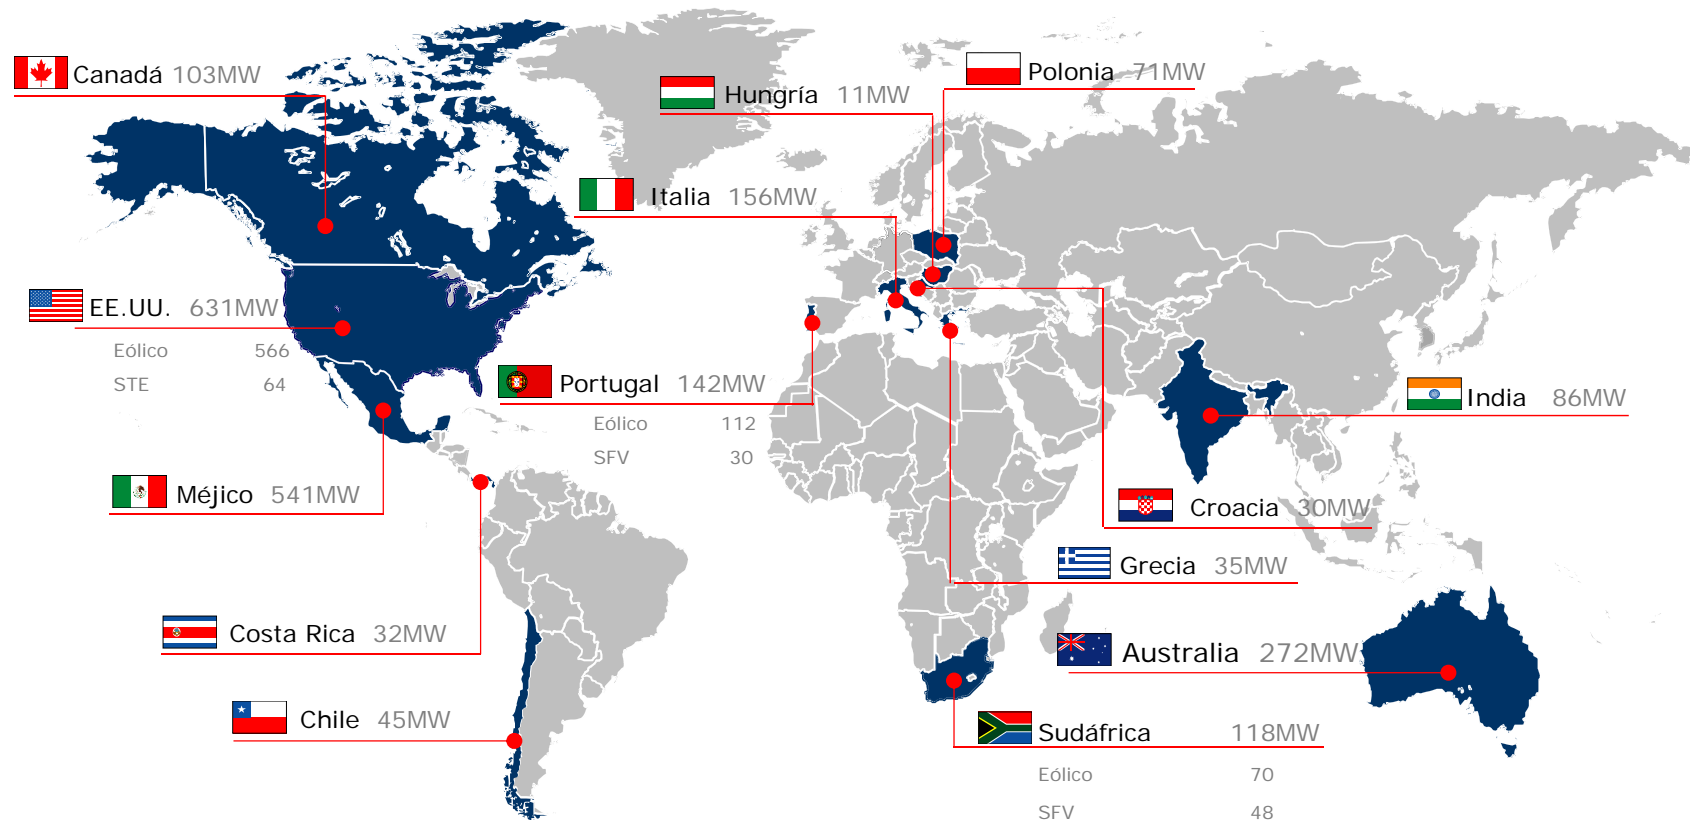 Canadá 103MW
Hungría 11MW
Polonia 71MW
Italia 156MW
EE.UU. 631MW
Eólico 566
STE 64
Portugal 142MW
Eólico 112
SFV 30
India 86MW
Méjico 541MW
Croacia 30MW
Grecia 35MW
Costa Rica 32MW
Australia 272MW
Chile 45MW
Sudáfrica 118MW
Eólico 70
SFV 48